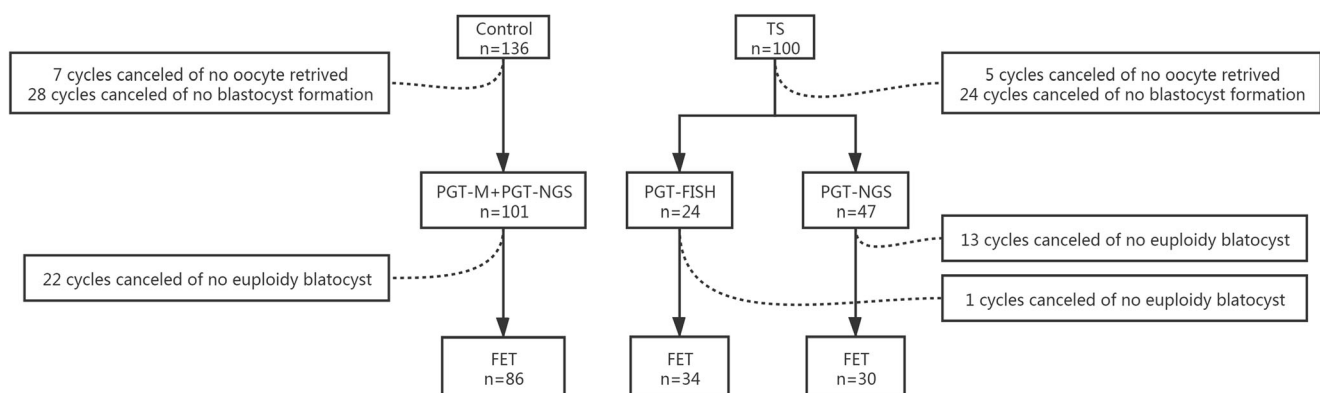 Control
n=136
TS
n=100
7 cycles canceled of no oocyte retrived
28 cycles canceled of no blastocyst formation
5 cycles canceled of no oocyte retrived
24 cycles canceled of no blastocyst formation
PGT-M+PGT-NGS
n=101
PGT-FISH
n=24
PGT-NGS
n=47
13 cycles canceled of no euploidy blatocyst
22 cycles canceled of no euploidy blatocyst
1 cycles canceled of no euploidy blatocyst
FET
n=86
FET
n=34
FET
n=30